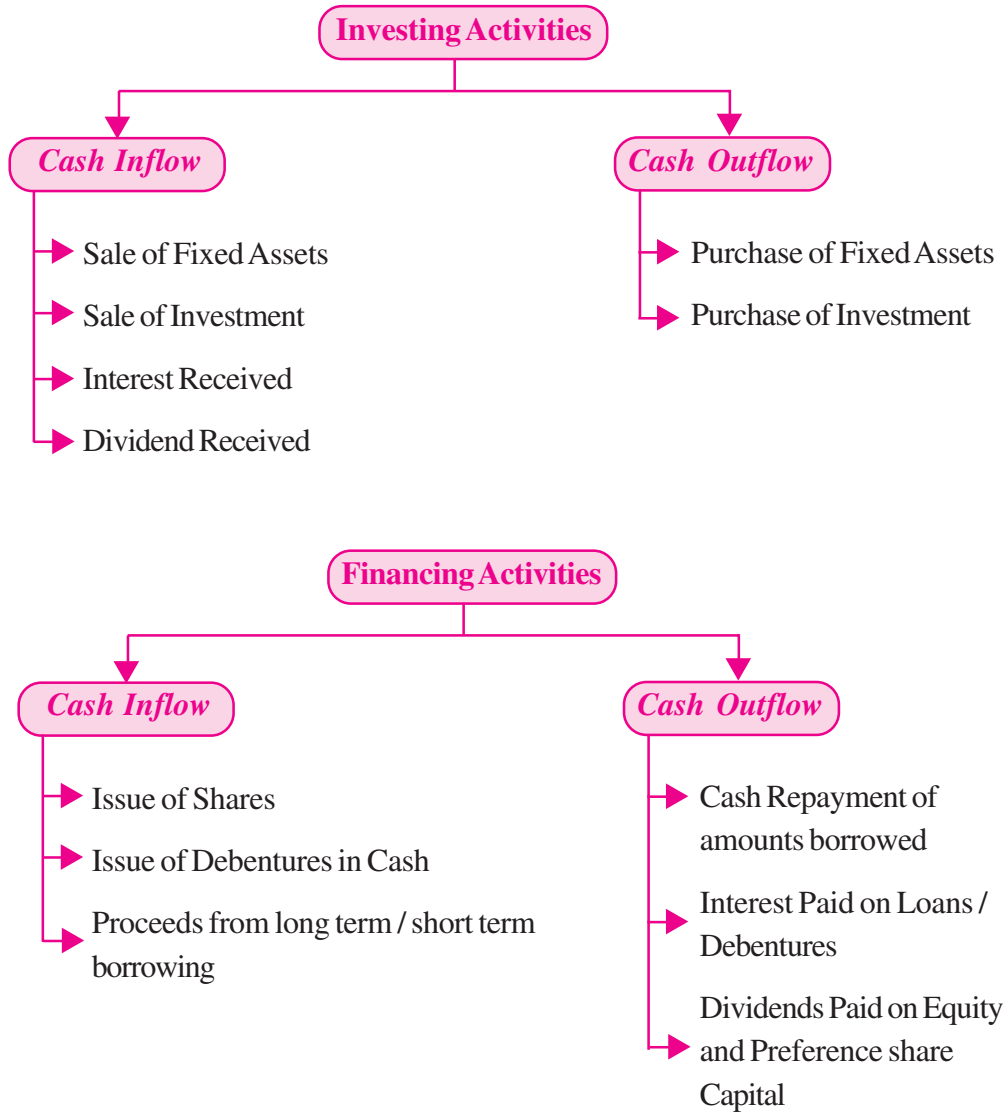 Investing Activities
Cash Inflow
Sale of Fixed Assets
Sale of Investment
Interest Received
Dividend Received
Cash Outflow
Purchase of Fixed Assets
Purchase of Investment
Financing Activities
Cash Inflow
Issue of Shares
Issue of Debentures in Cash
Proceeds from long term / short term
borrowing
Cash Outflow
Cash Repayment of
amounts borrowed
Interest Paid on Loans /
Debentures
Dividends Paid on Equity
and Preference share
Capital